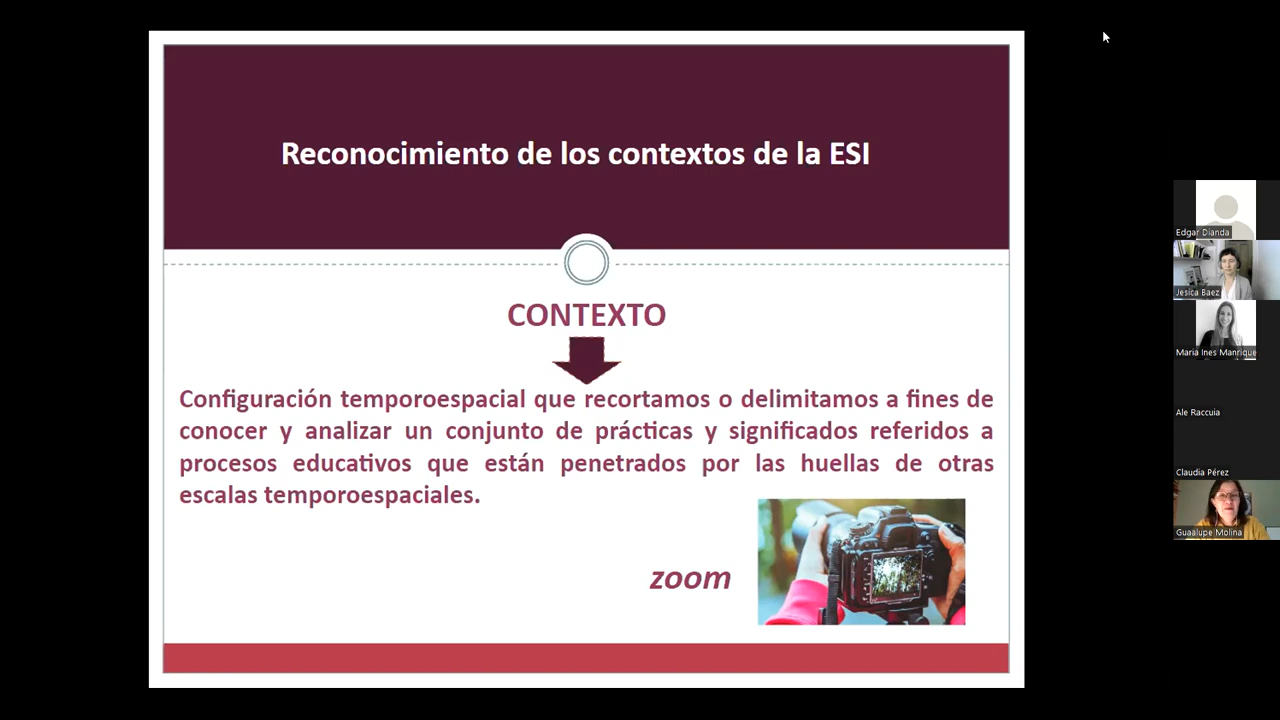 Reconocimiento de los contextos de la ESI
CONTEXTO
Configuración temporoespacial que recortamos o delimitamos a fines de
conocer y analizar un conjunto de prácticas y significados referidos a
procesos educativos que están penetrados por las huellas de otras
escalas temporoespaciales.
zoom
Edgar Dianda
Jesica Baez
Maria Ines Manrique
Ale Raccuia
Claudia Pérez
Guaalupe Molina